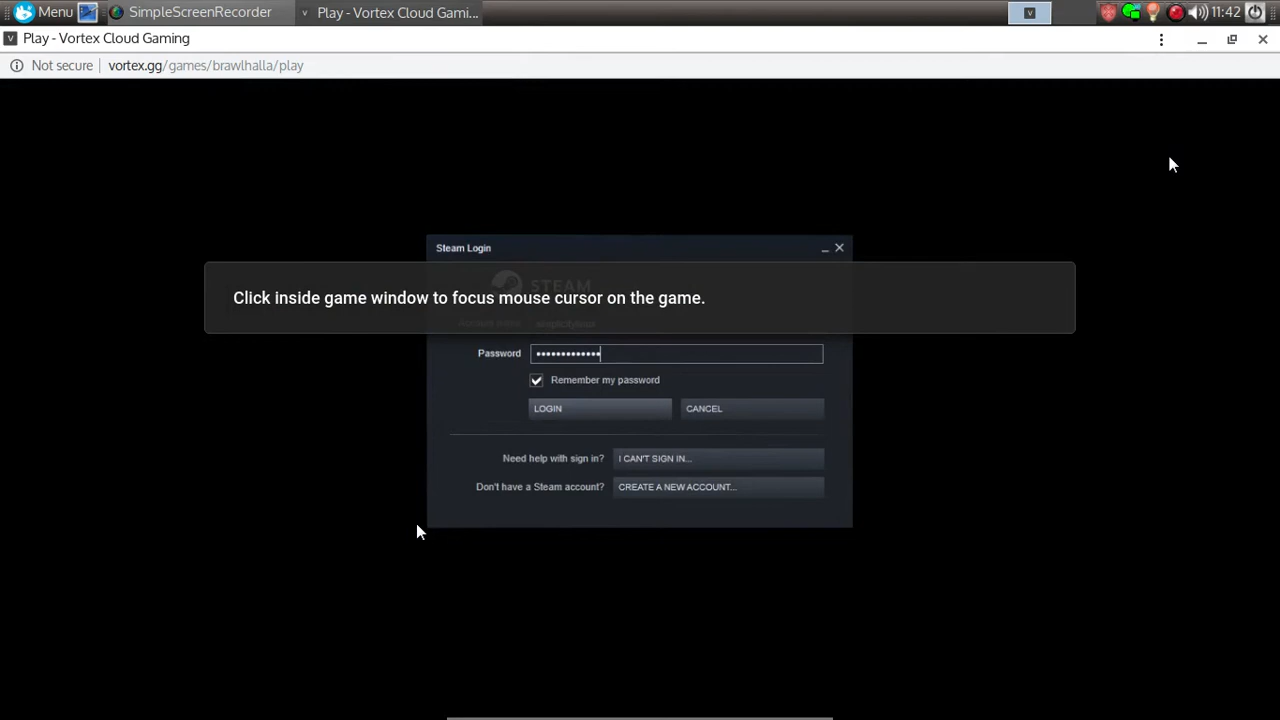 Menu SimpleScreenRecorder v Play - Vortex Cloud Gami... v 11:42
v Play - Vortex Cloud Gaming
Not secure vortex.gg/games/brawlhalla/play
Steam Login
STEAM
Click inside game window to focus mouse cursor on the game.
Password •••••••••••••
Remember my password
LOGIN CANCEL
Need help with sign in? I CAN'T SIGN IN...
Don't have a Steam account? CREATE A NEW ACCOUNT...